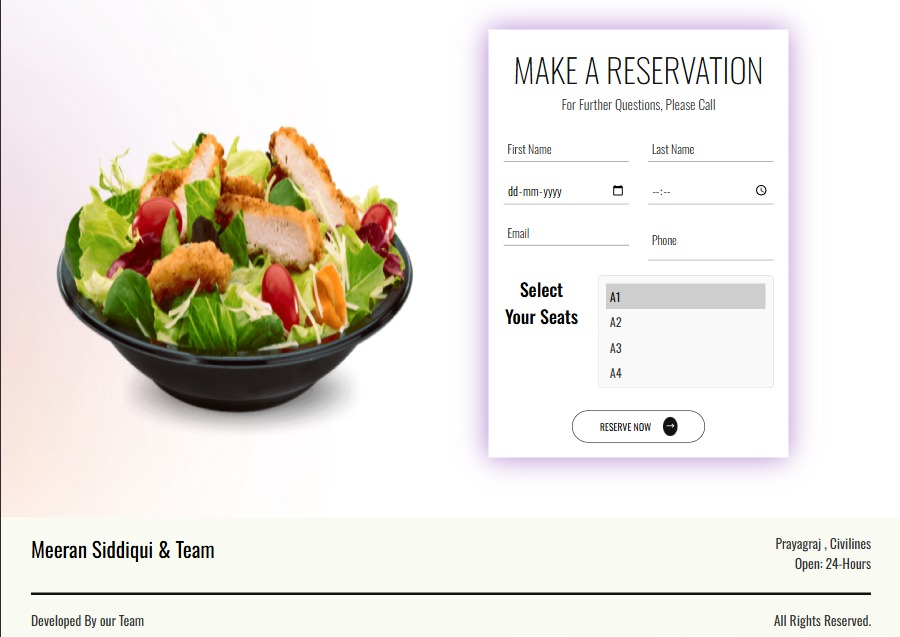 MAKE A RESERVATION
For Further Questions, Please Call
First Name
Last Name
dd-mm-yyyy
--:--
Email
Phone
Select
Your Seats
A1
A2
A3
A4
RESERVE NOW
Meeran Siddiqui & Team
Prayagraj , Civilines
Open: 24-Hours
Developed By our Team
All Rights Reserved.